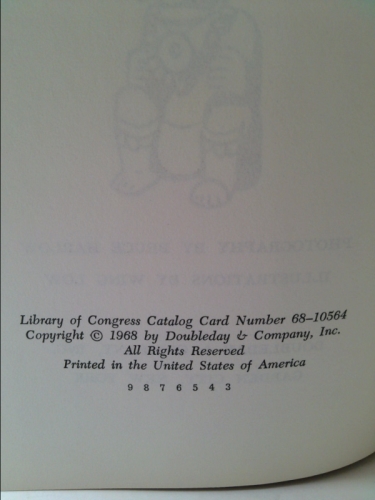 Library of Congress Catalog Card Number 68-10564
Copyright © 1968 by Doubleday & Company, Inc.
All Rights Reserved
Printed in the United States of America
9 8 7 6 5 4 3